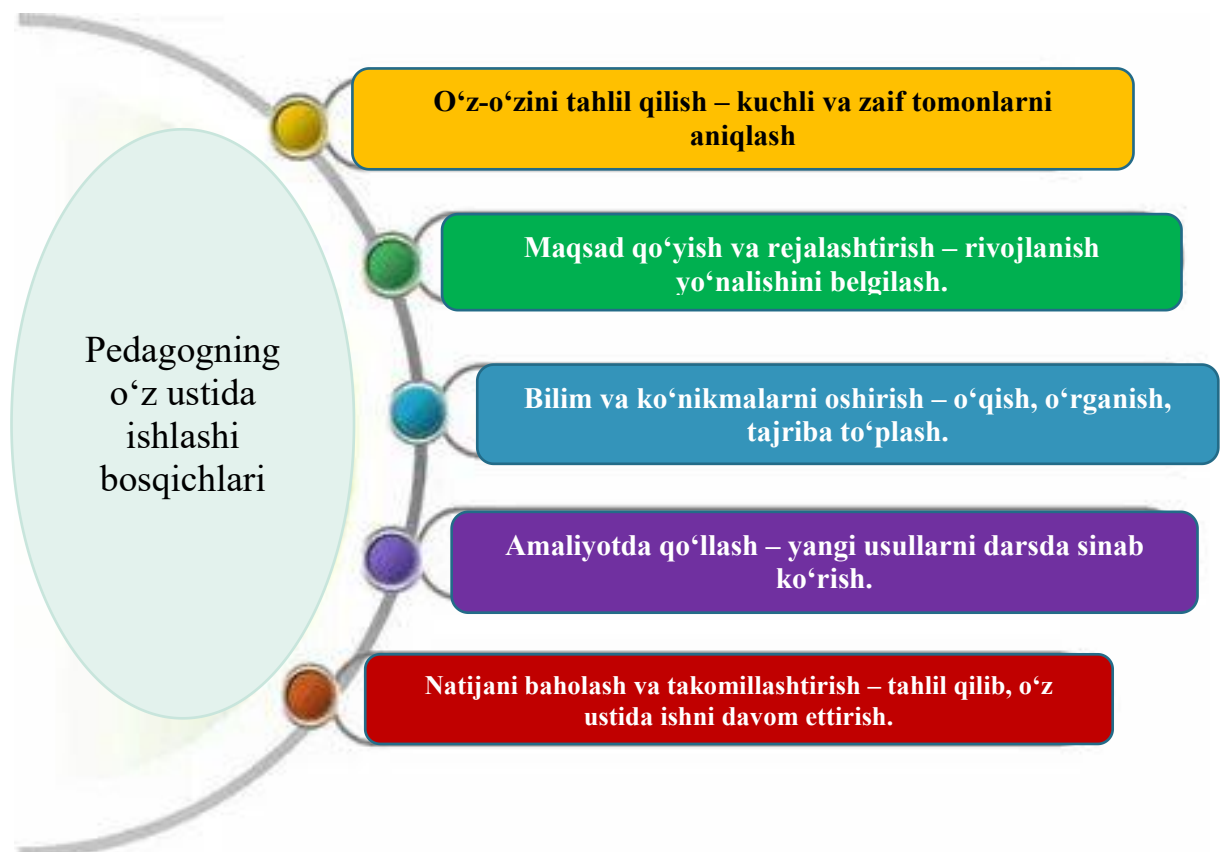 Pedagogning
o‘z ustida
ishlashi
bosqichlari
O‘z-o‘zini tahlil qilish – kuchli va zaif tomonlarni
aniqlash
Maqsad qo‘yish va rejalashtirish – rivojlanish
yo‘nalishini belgilash.
Bilim va ko‘nikmalarni oshirish – o‘qish, o‘rganish,
tajriba to‘plash.
Amaliyotda qo‘llash – yangi usullarni darsda sinab
ko‘rish.
Natijani baholash va takomillashtirish – tahlil qilib, o‘z
ustida ishni davom ettirish.